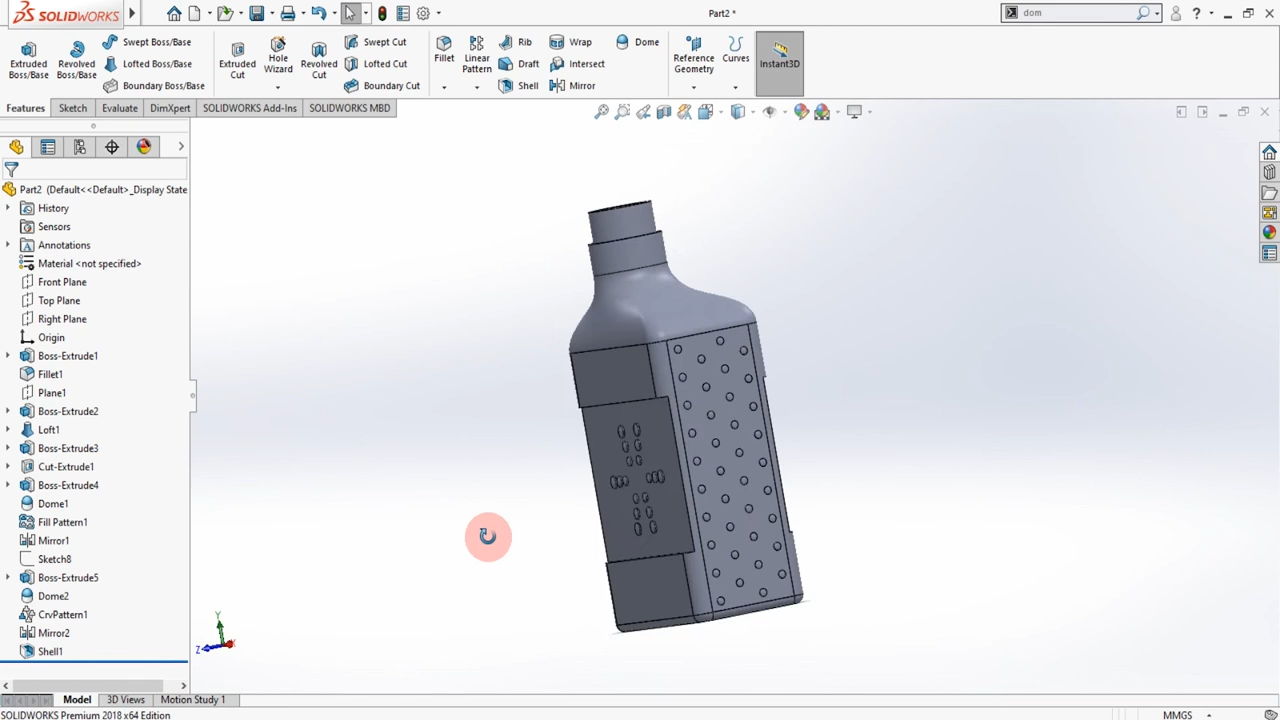 SOLIDWORKS
Part2 *
dom
Extruded Boss/Base
Revolved Boss/Base
Swept Boss/Base
Lofted Boss/Base
Boundary Boss/Base
Extruded Cut
Hole Wizard
Revolved Cut
Swept Cut
Lofted Cut
Boundary Cut
Fillet
Linear Pattern
Rib
Draft
Shell
Wrap
Intersect
Mirror
Dome
Reference Geometry
Curves
Instant3D
Features
Sketch
Evaluate
DimXpert
SOLIDWORKS Add-Ins
SOLIDWORKS MBD
Part2 (Default<<Default>_Display State
History
Sensors
Annotations
Material <not specified>
Front Plane
Top Plane
Right Plane
Origin
Boss-Extrude1
Fillet1
Plane1
Boss-Extrude2
Loft1
Boss-Extrude3
Cut-Extrude1
Boss-Extrude4
Dome1
Fill Pattern1
Mirror1
Sketch8
Boss-Extrude5
Dome2
CrvPattern1
Mirror2
Shell1
Y
Z
Model
3D Views
Motion Study 1
SOLIDWORKS Premium 2018 x64 Edition
MMGS